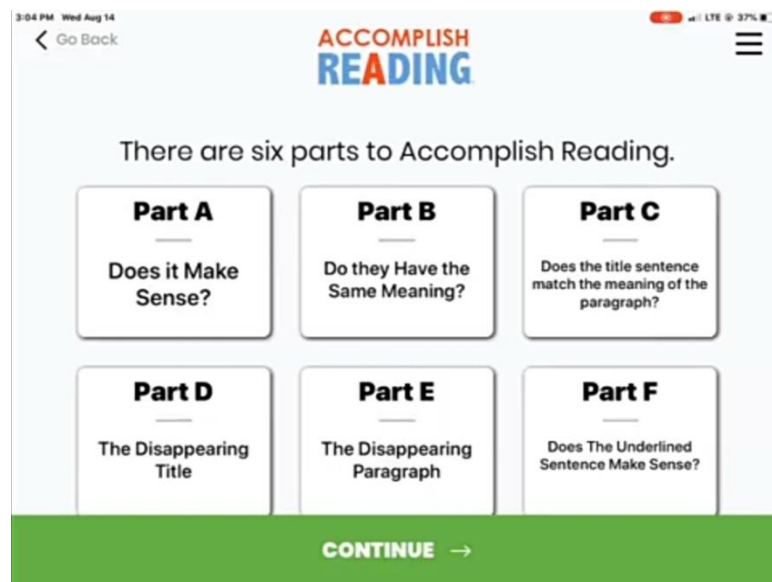 3:04 PM Wed Aug 14
LTE 37%
Go Back
ACCOMPLISH
READING
There are six parts to Accomplish Reading.
Part A
Does it Make
Sense?
Part B
Do they Have the
Same Meaning?
Part C
Does the title sentence
match the meaning of the
paragraph?
Part D
The Disappearing
Title
Part E
The Disappearing
Paragraph
Part F
Does The Underlined
Sentence Make Sense?
CONTINUE →